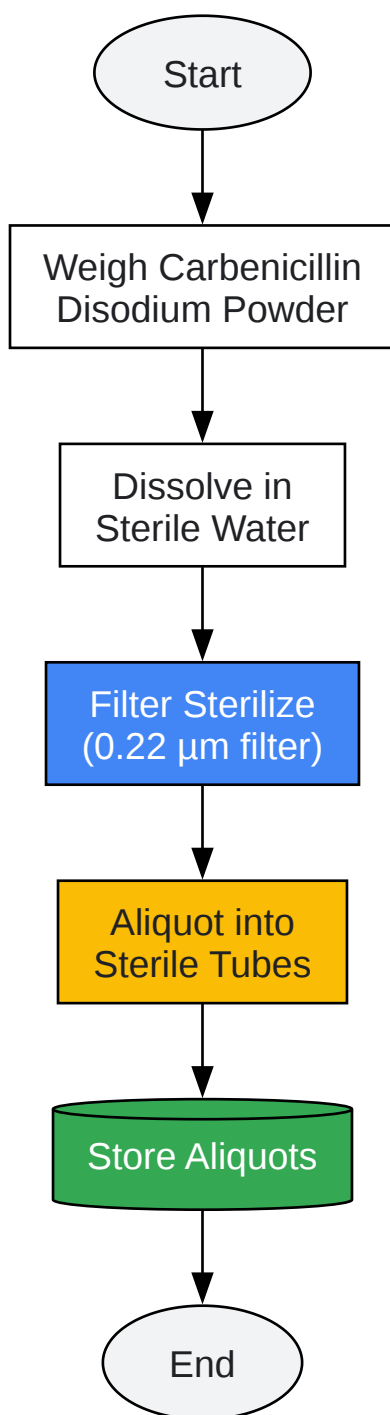 Start
Weigh Carbenicillin
Disodium Powder
Dissolve in
Sterile Water
Filter Sterilize
(0.22 µm filter)
Aliquot into
Sterile Tubes
Store Aliquots
End